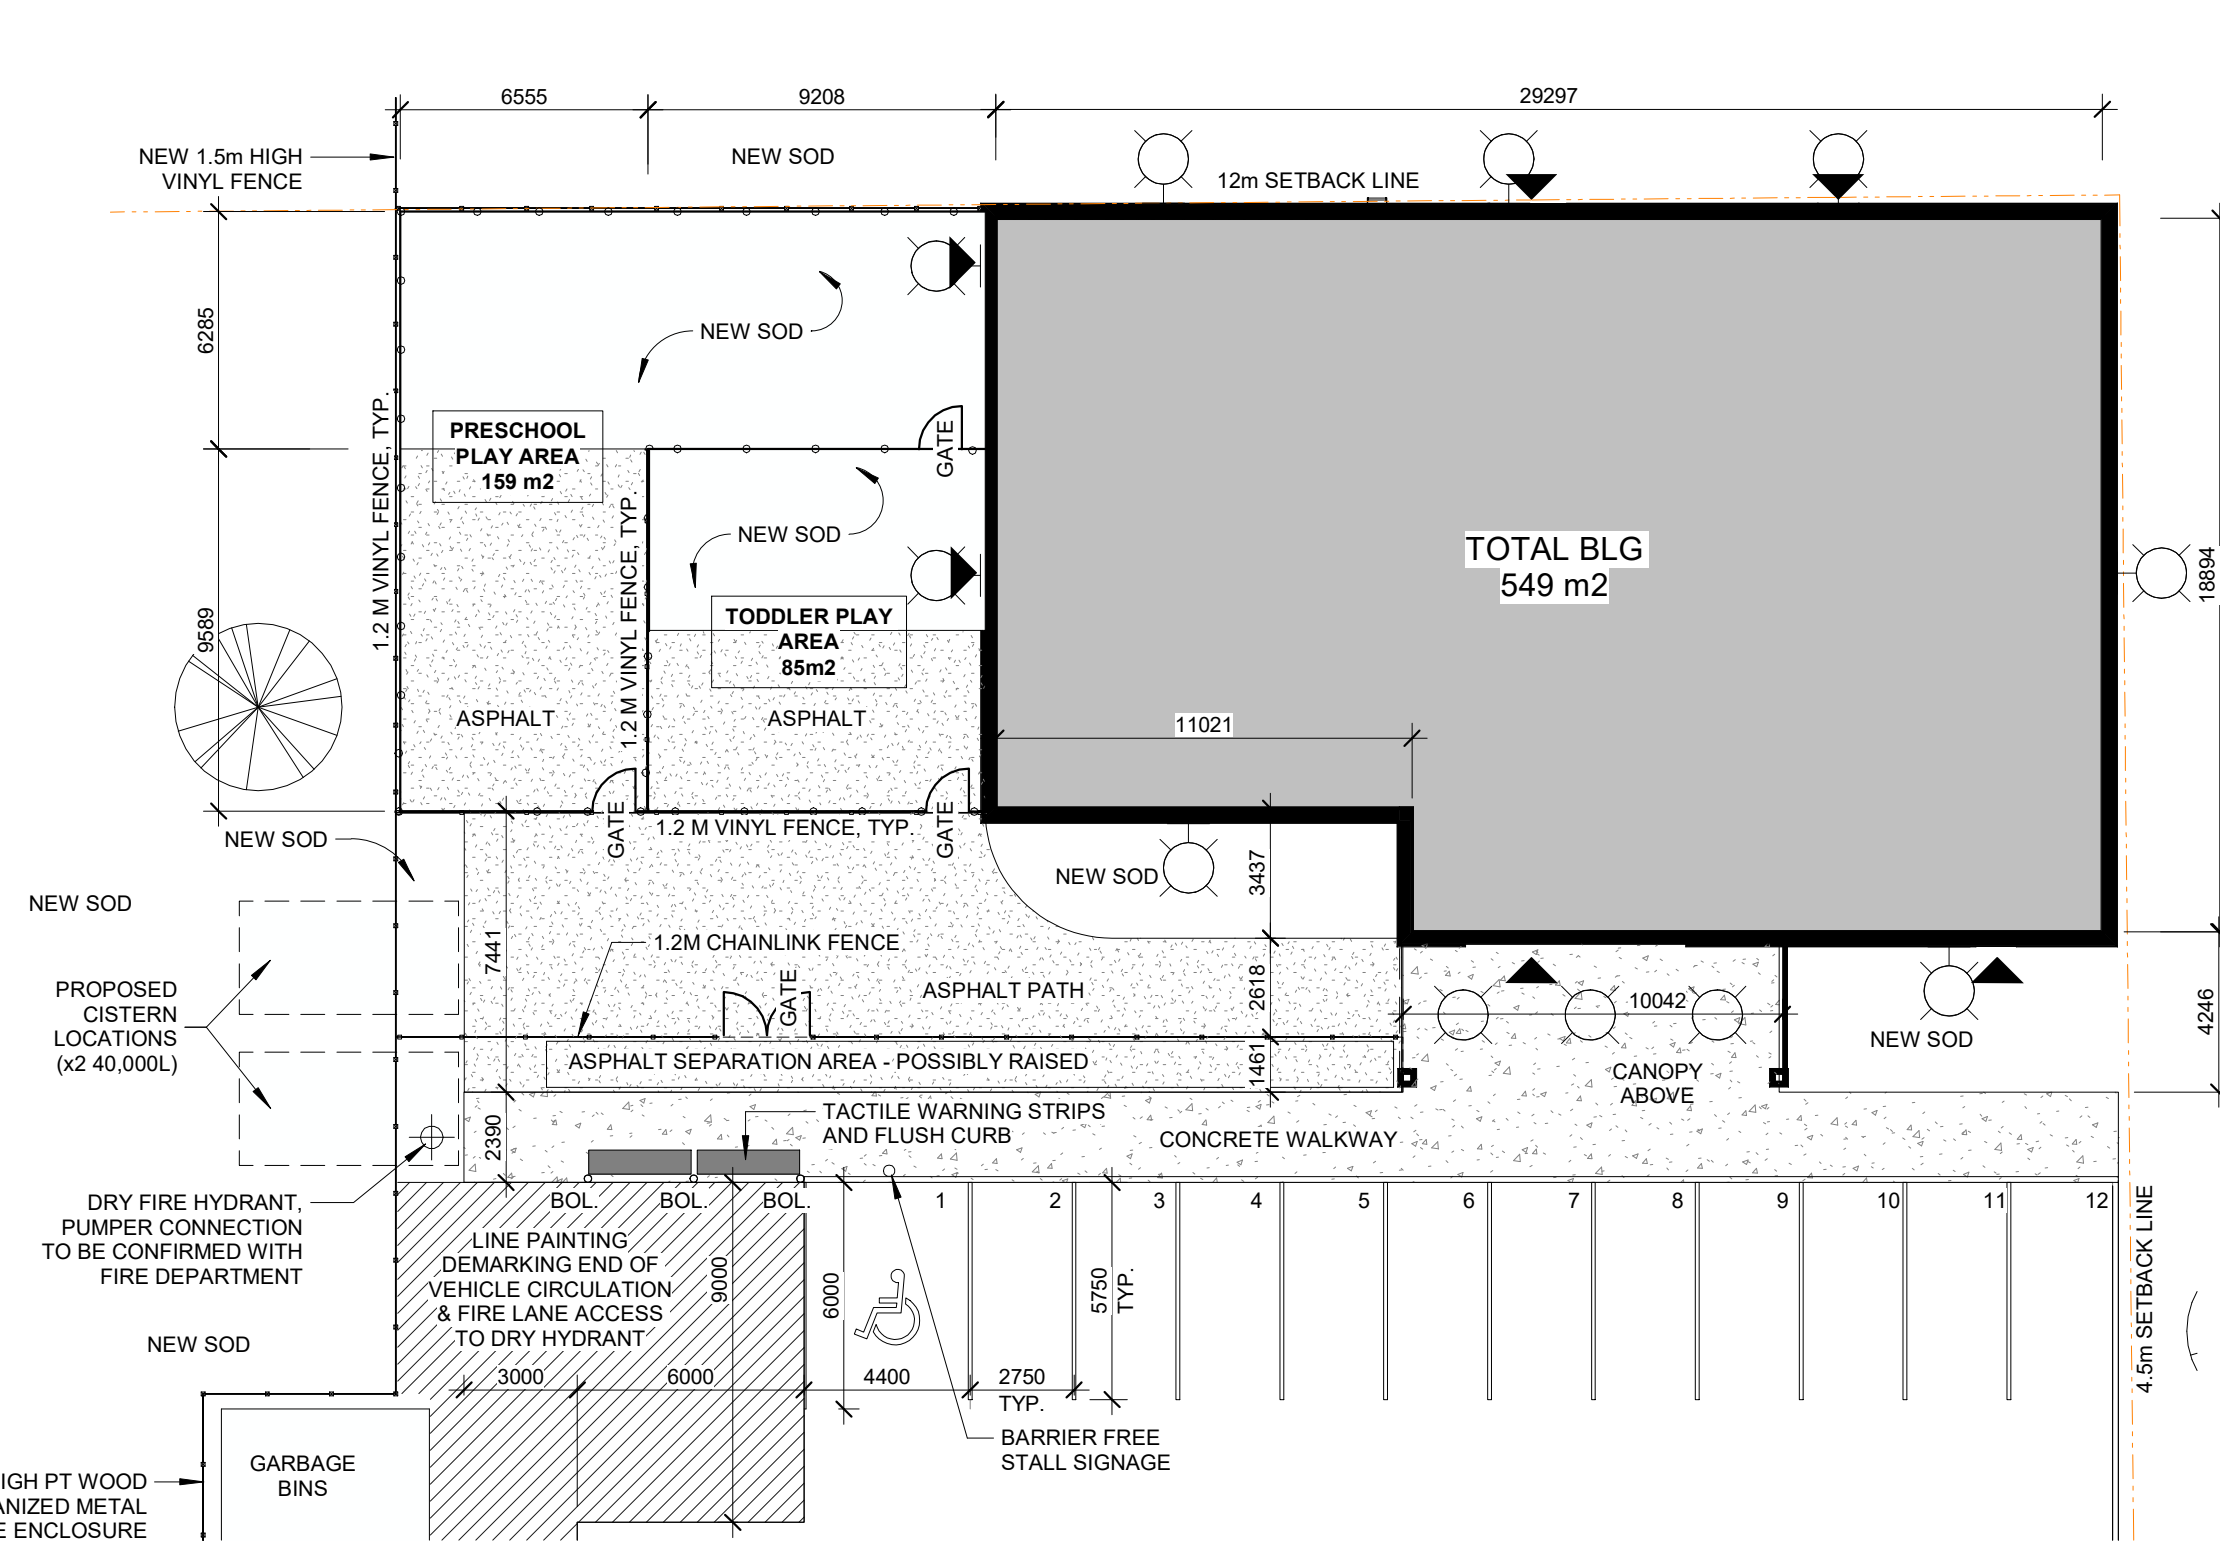 6555
9208
29297
NEW 1.5m HIGH
VINYL FENCE
NEW SOD
12m SETBACK LINE
6285
NEW SOD
1.2 M VINYL FENCE, TYP.
PRESCHOOL
PLAY AREA
159 m2
GATE
1.2 M VINYL FENCE, TYP.
NEW SOD
TOTAL BLG
549 m2
18894
9589
TODDLER PLAY
AREA
85m2
ASPHALT
ASPHALT
11021
GATE
1.2 M VINYL FENCE, TYP.
GATE
NEW SOD
NEW SOD
3437
NEW SOD
7441
1.2M CHAINLINK FENCE
GATE
ASPHALT PATH
2618
10042
4246
PROPOSED
CISTERN
LOCATIONS
(x2 40,000L)
NEW SOD
ASPHALT SEPARATION AREA - POSSIBLY RAISED
1461
CANOPY
ABOVE
2390
TACTILE WARNING STRIPS
AND FLUSH CURB
CONCRETE WALKWAY
DRY FIRE HYDRANT,
PUMPER CONNECTION
TO BE CONFIRMED WITH
FIRE DEPARTMENT
BOL.
BOL.
BOL.
1
2
3
4
5
6
7
8
9
10
11
12
LINE PAINTING
DEMARKING END OF
VEHICLE CIRCULATION
& FIRE LANE ACCESS
TO DRY HYDRANT
9000
6000
5750
TYP.
4.5m SETBACK LINE
NEW SOD
3000
6000
4400
2750
TYP.
BARRIER FREE
STALL SIGNAGE
GARBAGE
BINS
IGH PT WOOD
ANIZED METAL
E ENCLOSURE